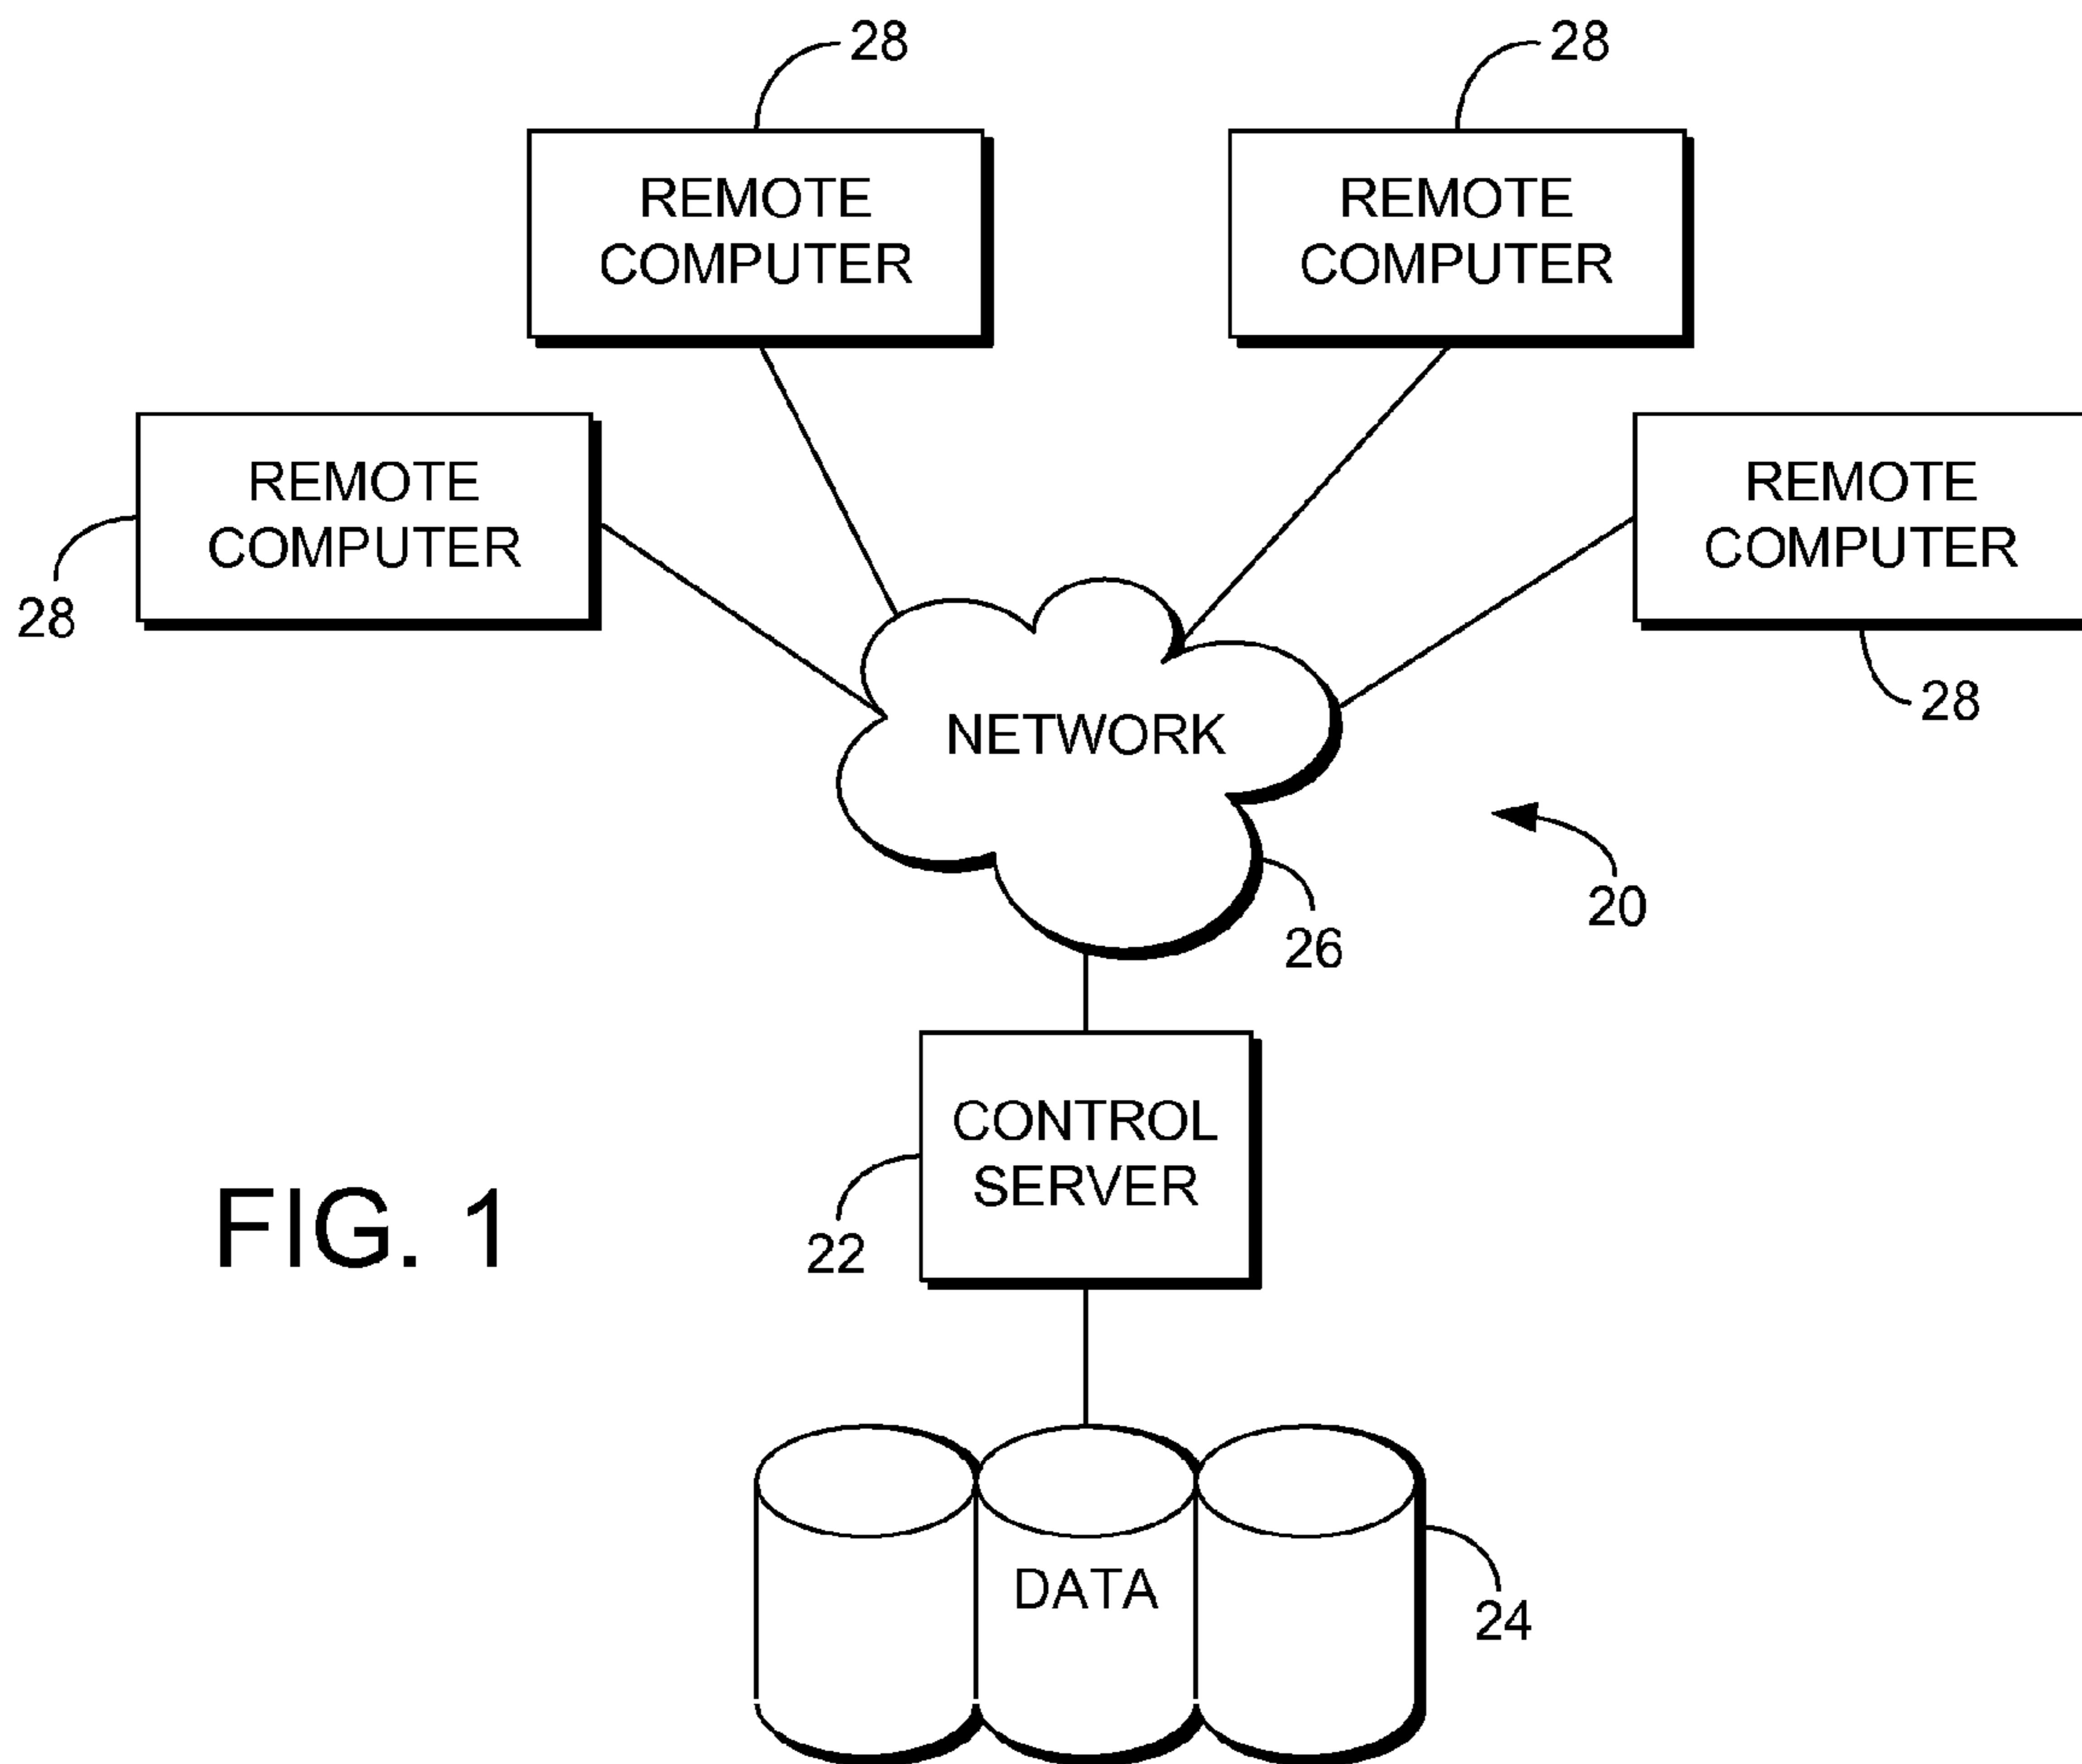 28
28
REMOTE
COMPUTER
REMOTE
COMPUTER
REMOTE
COMPUTER
REMOTE
COMPUTER
28
28
NETWORK
20
26
CONTROL
SERVER
22
FIG. 1
DATA
24